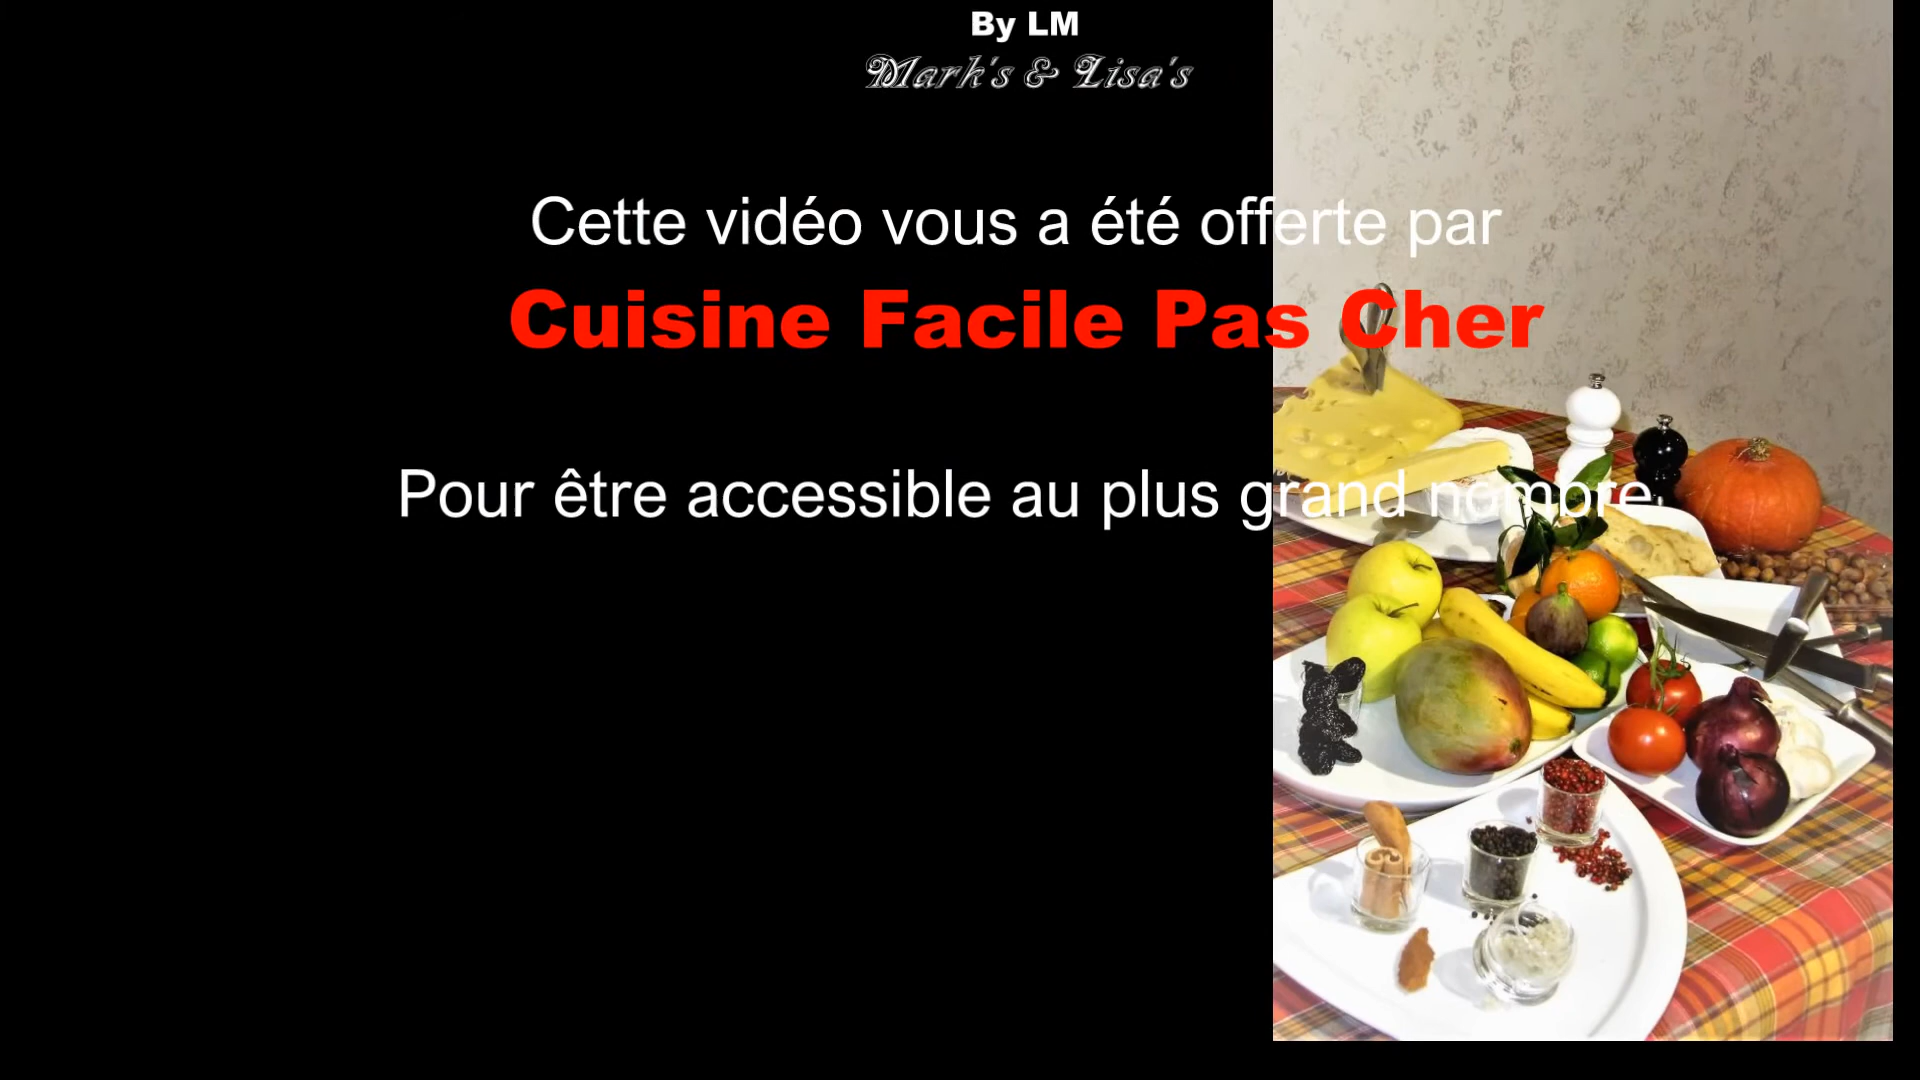 By LM
Mark's & Lisa's
Cette vidéo vous a été offerte par
Cuisine Facile Pas Cher
Pour être accessible au plus grand nombre